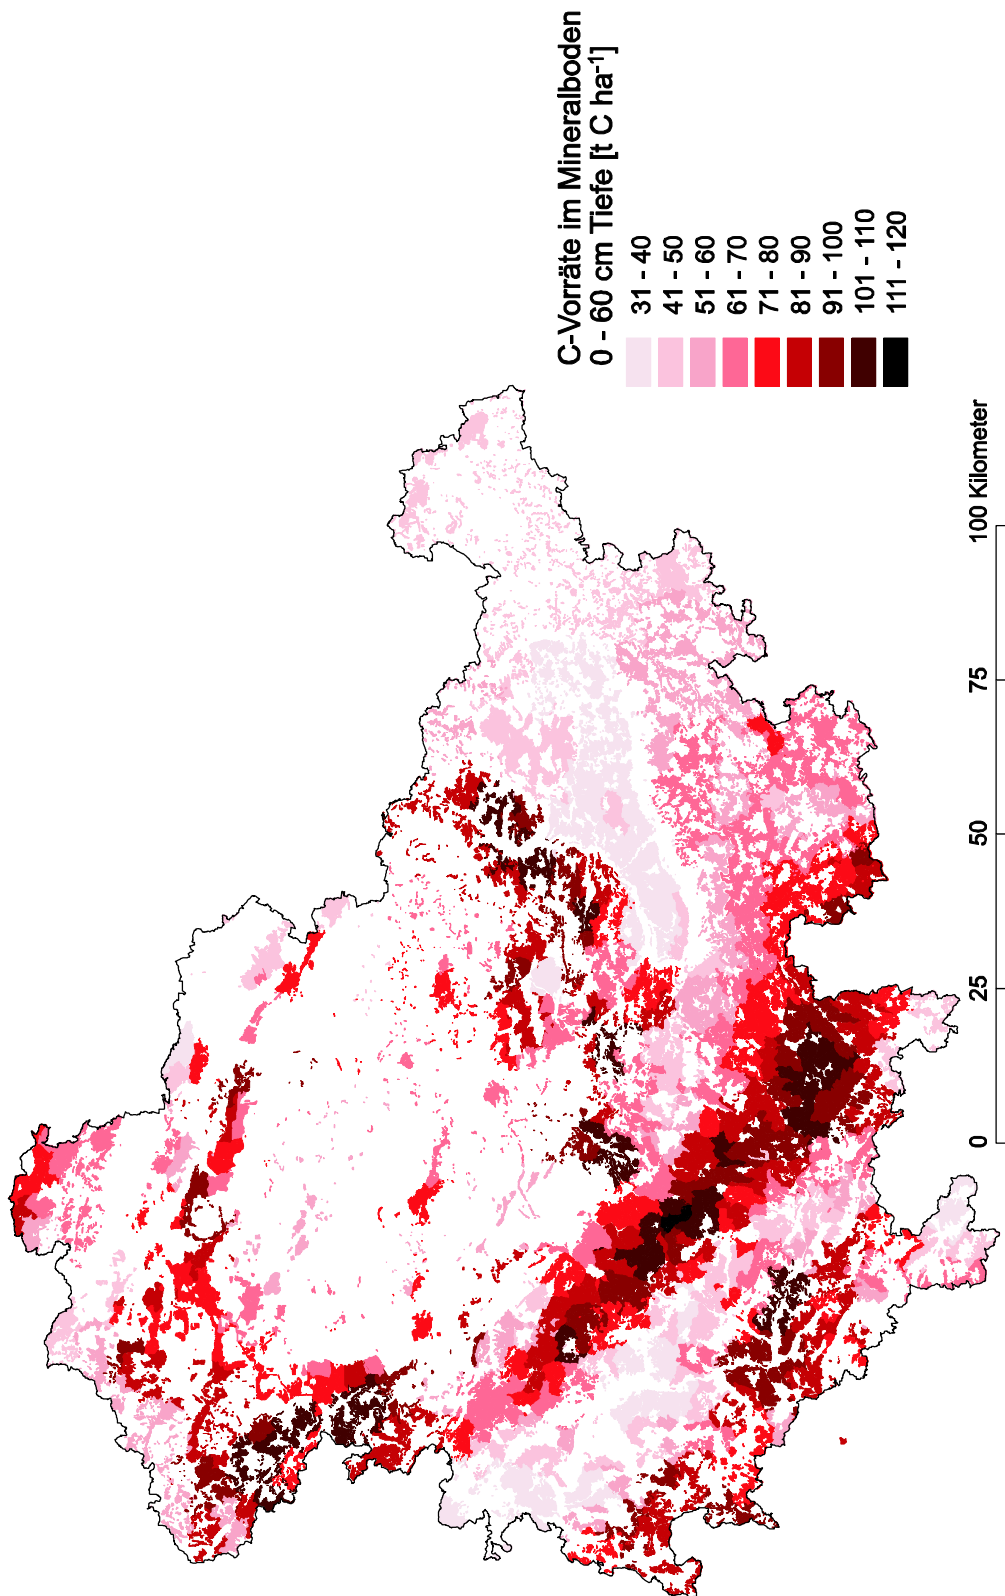 C-Vorräte im Mineralboden
0 - 60 cm Tiefe [t C ha⁻¹]
31 - 40
41 - 50
51 - 60
61 - 70
71 - 80
81 - 90
91 - 100
101 - 110
111 - 120
0 25 50 75 100 Kilometer